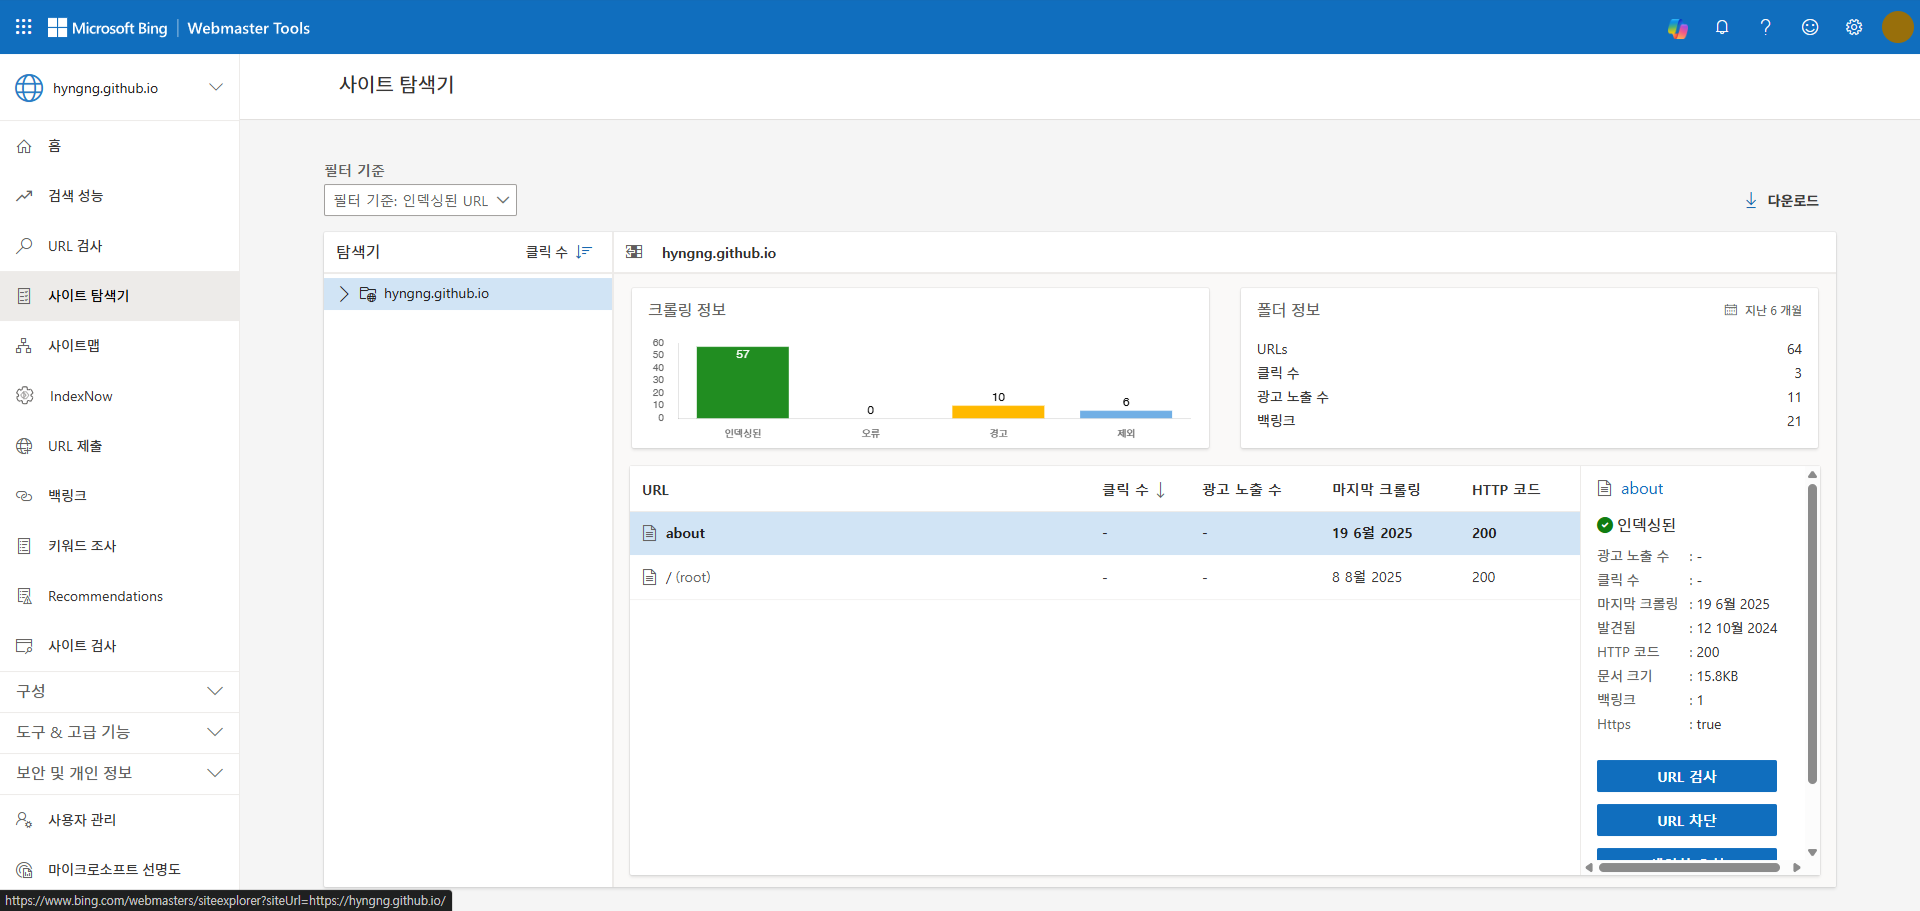 Microsoft Bing | Webmaster Tools
hyngng.github.io
홈
검색 성능
URL 검사
사이트 탐색기
사이트맵
IndexNow
URL 제출
백링크
키워드 조사
Recommendations
사이트 검사
구성
도구 & 고급 기능
보안 및 개인 정보
사용자 관리
마이크로소프트 선명도
https://www.bing.com/webmasters/siteexplorer?siteUrl=https://hyngng.github.io/
사이트 탐색기
필터 기준
필터 기준: 인덱싱된 URL
다운로드
탐색기 클릭 수
hyngng.github.io
hyngng.github.io
크롤링 정보
60
50
40
30
20
10
0
57 0 10 6
인덱싱된 오류 경고 제외
폴더 정보 지난 6 개월
URLs 64
클릭 수 3
광고 노출 수 11
백링크 21
URL 클릭 수 광고 노출 수 마지막 크롤링 HTTP 코드
about - - 19 6월 2025 200
/ (root) - - 8 8월 2025 200
about
인덱싱된
광고 노출 수 : -
클릭 수 : -
마지막 크롤링 : 19 6월 2025
발견됨 : 12 10월 2024
HTTP 코드 : 200
문서 크기 : 15.8KB
백링크 : 1
Https : true
URL 검사
URL 차단